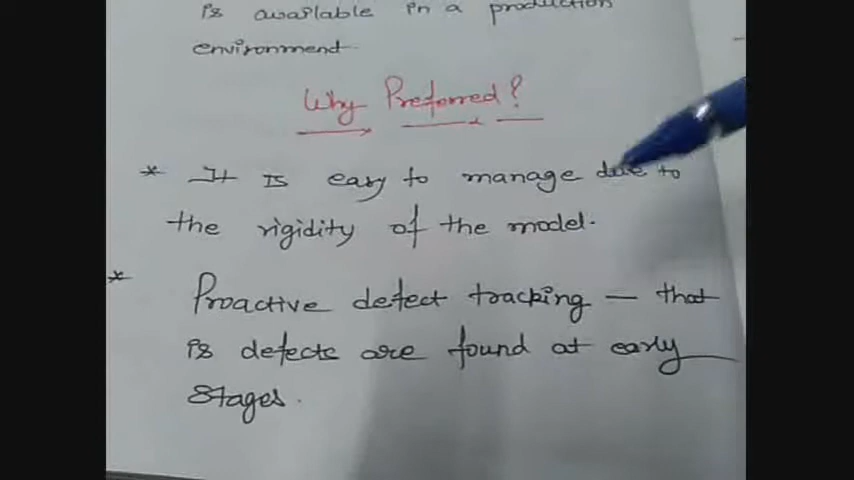 is available in a production
environment
Why Preferred?
* It is easy to manage due to
the rigidity of the model.
* Proactive defect tracking — that
is defects are found at early
stages.